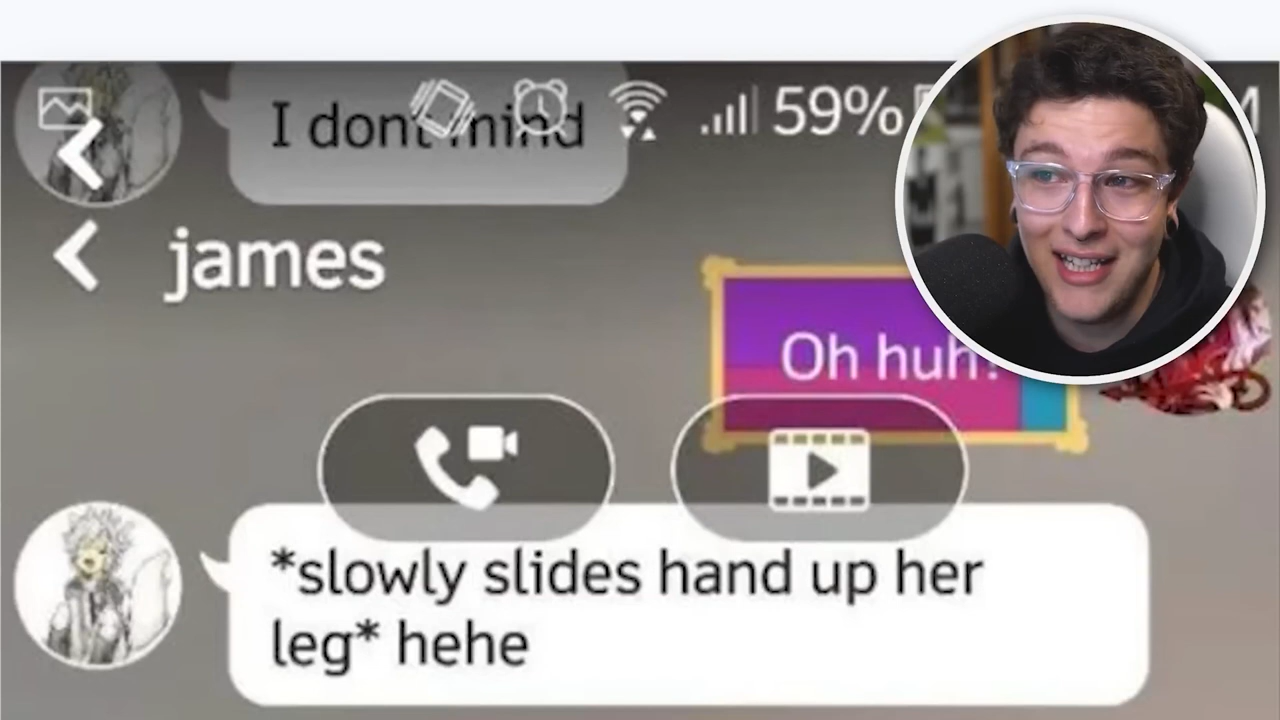 I dont mind
59%
james
Oh huh?
*slowly slides hand up her
leg* hehe